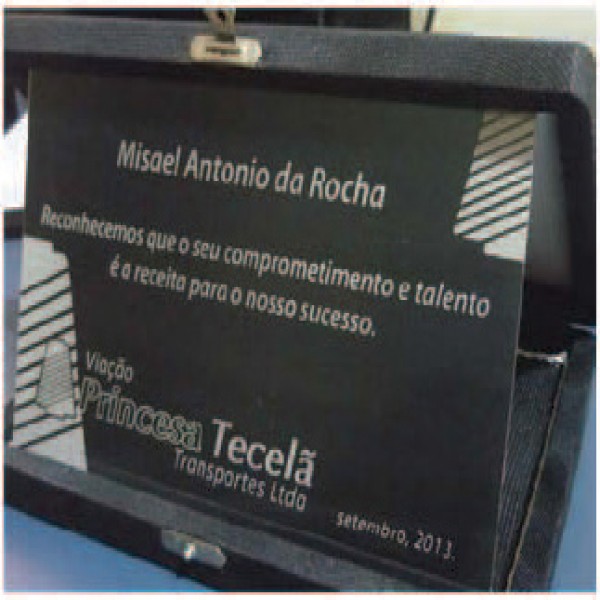 Misael Antonio da Rocha
Reconhecemos que o seu comprometimento e talento
é a receita para o nosso sucesso.
Viação
Princesa Tecelã
Transportes Ltda
setembro, 2013.